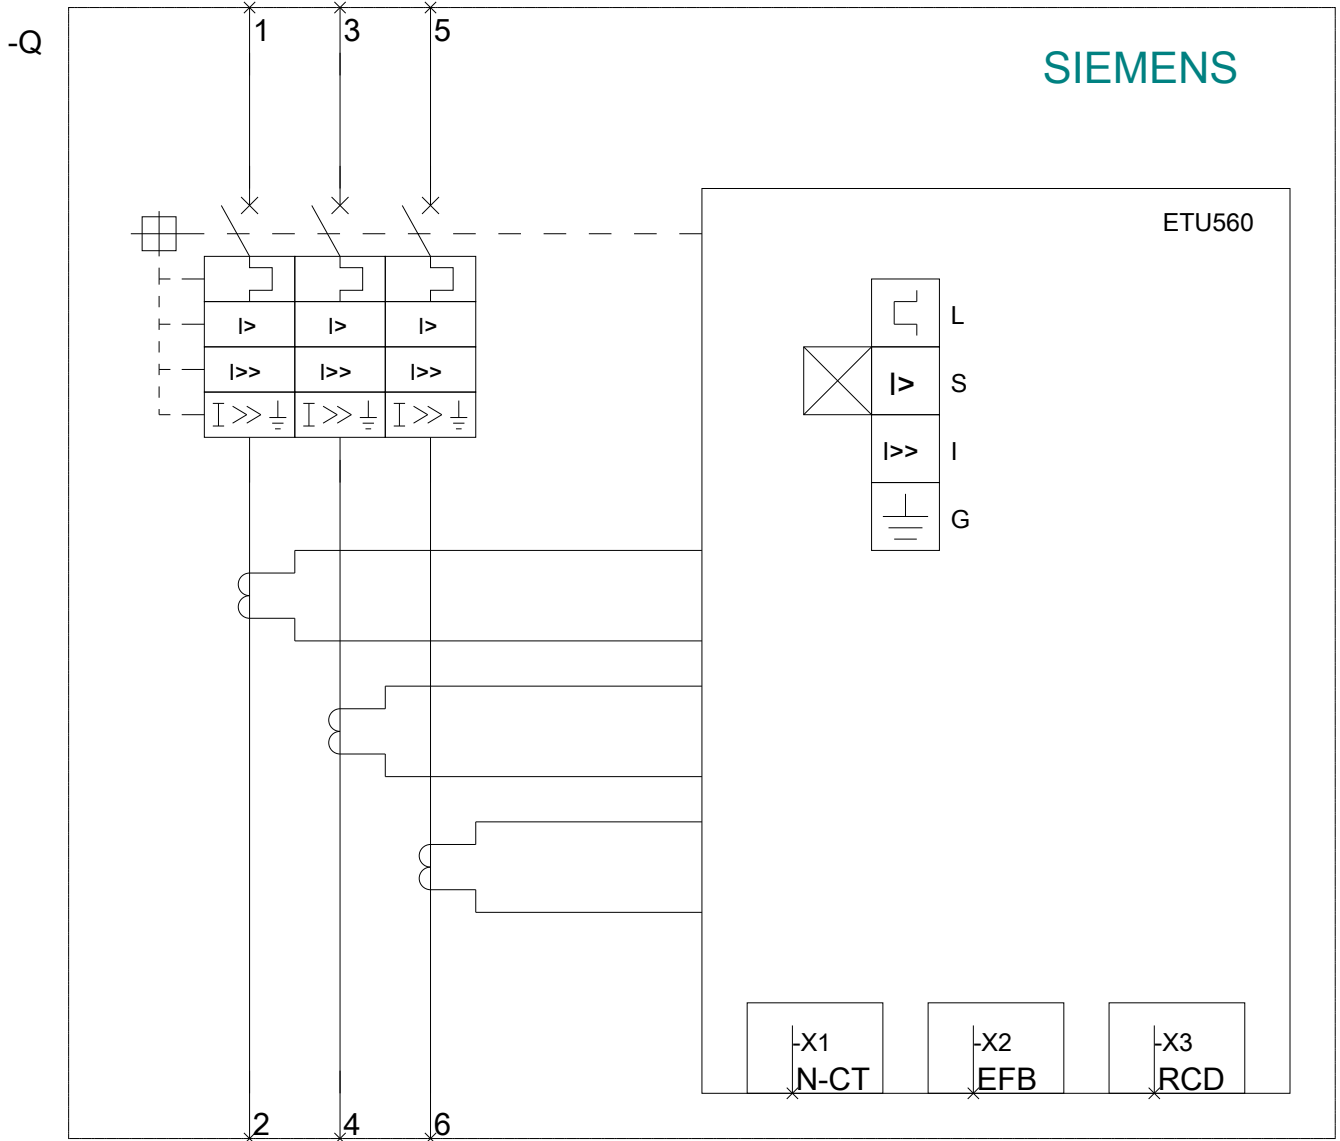 1 3 5
-Q
SIEMENS
ETU560
L
I> I> I> 
I>> I>> I>> I> S
I >> I >> I >>
I>> I
G
-X1 -X2 -X3
N-CT EFB RCD
2 4 6